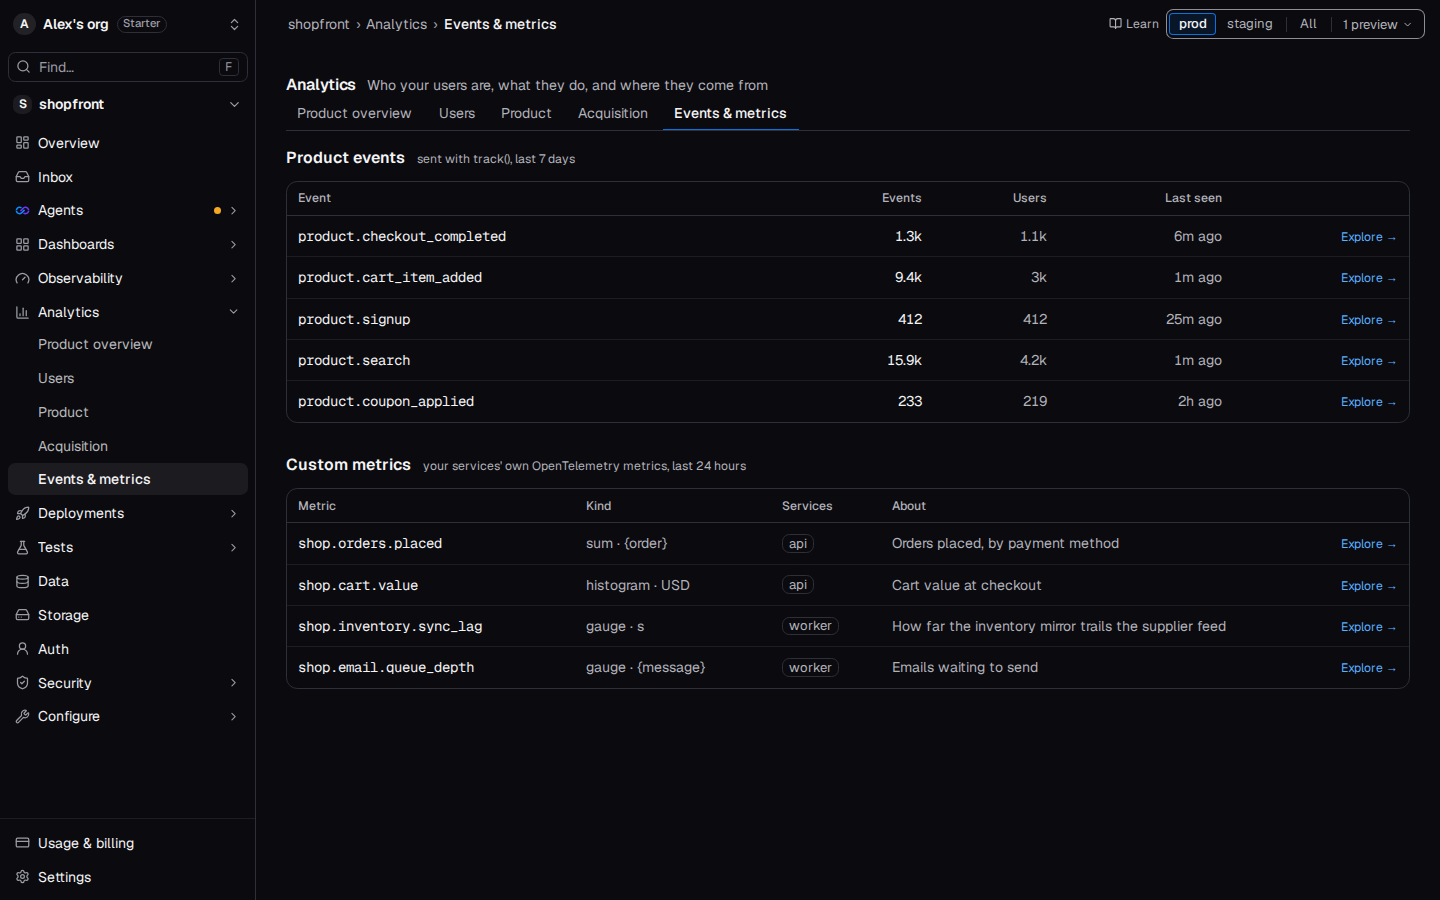 A Alex's org Starter
Find... F
S shopfront
Overview
Inbox
Agents
Dashboards
Observability
Analytics
Product overview
Users
Product
Acquisition
Events & metrics
Deployments
Tests
Data
Storage
Auth
Security
Configure
Usage & billing
Settings
shopfront › Analytics › Events & metrics
Learn prod staging All 1 preview
Analytics Who your users are, what they do, and where they come from
Product overview Users Product Acquisition Events & metrics
Product events sent with track(), last 7 days
Event Events Users Last seen
product.checkout_completed 1.3k 1.1k 6m ago Explore →
product.cart_item_added 9.4k 3k 1m ago Explore →
product.signup 412 412 25m ago Explore →
product.search 15.9k 4.2k 1m ago Explore →
product.coupon_applied 233 219 2h ago Explore →
Custom metrics your services' own OpenTelemetry metrics, last 24 hours
Metric Kind Services About
shop.orders.placed sum · {order} api Orders placed, by payment method Explore →
shop.cart.value histogram · USD api Cart value at checkout Explore →
shop.inventory.sync_lag gauge · s worker How far the inventory mirror trails the supplier feed Explore →
shop.email.queue_depth gauge · {message} worker Emails waiting to send Explore →